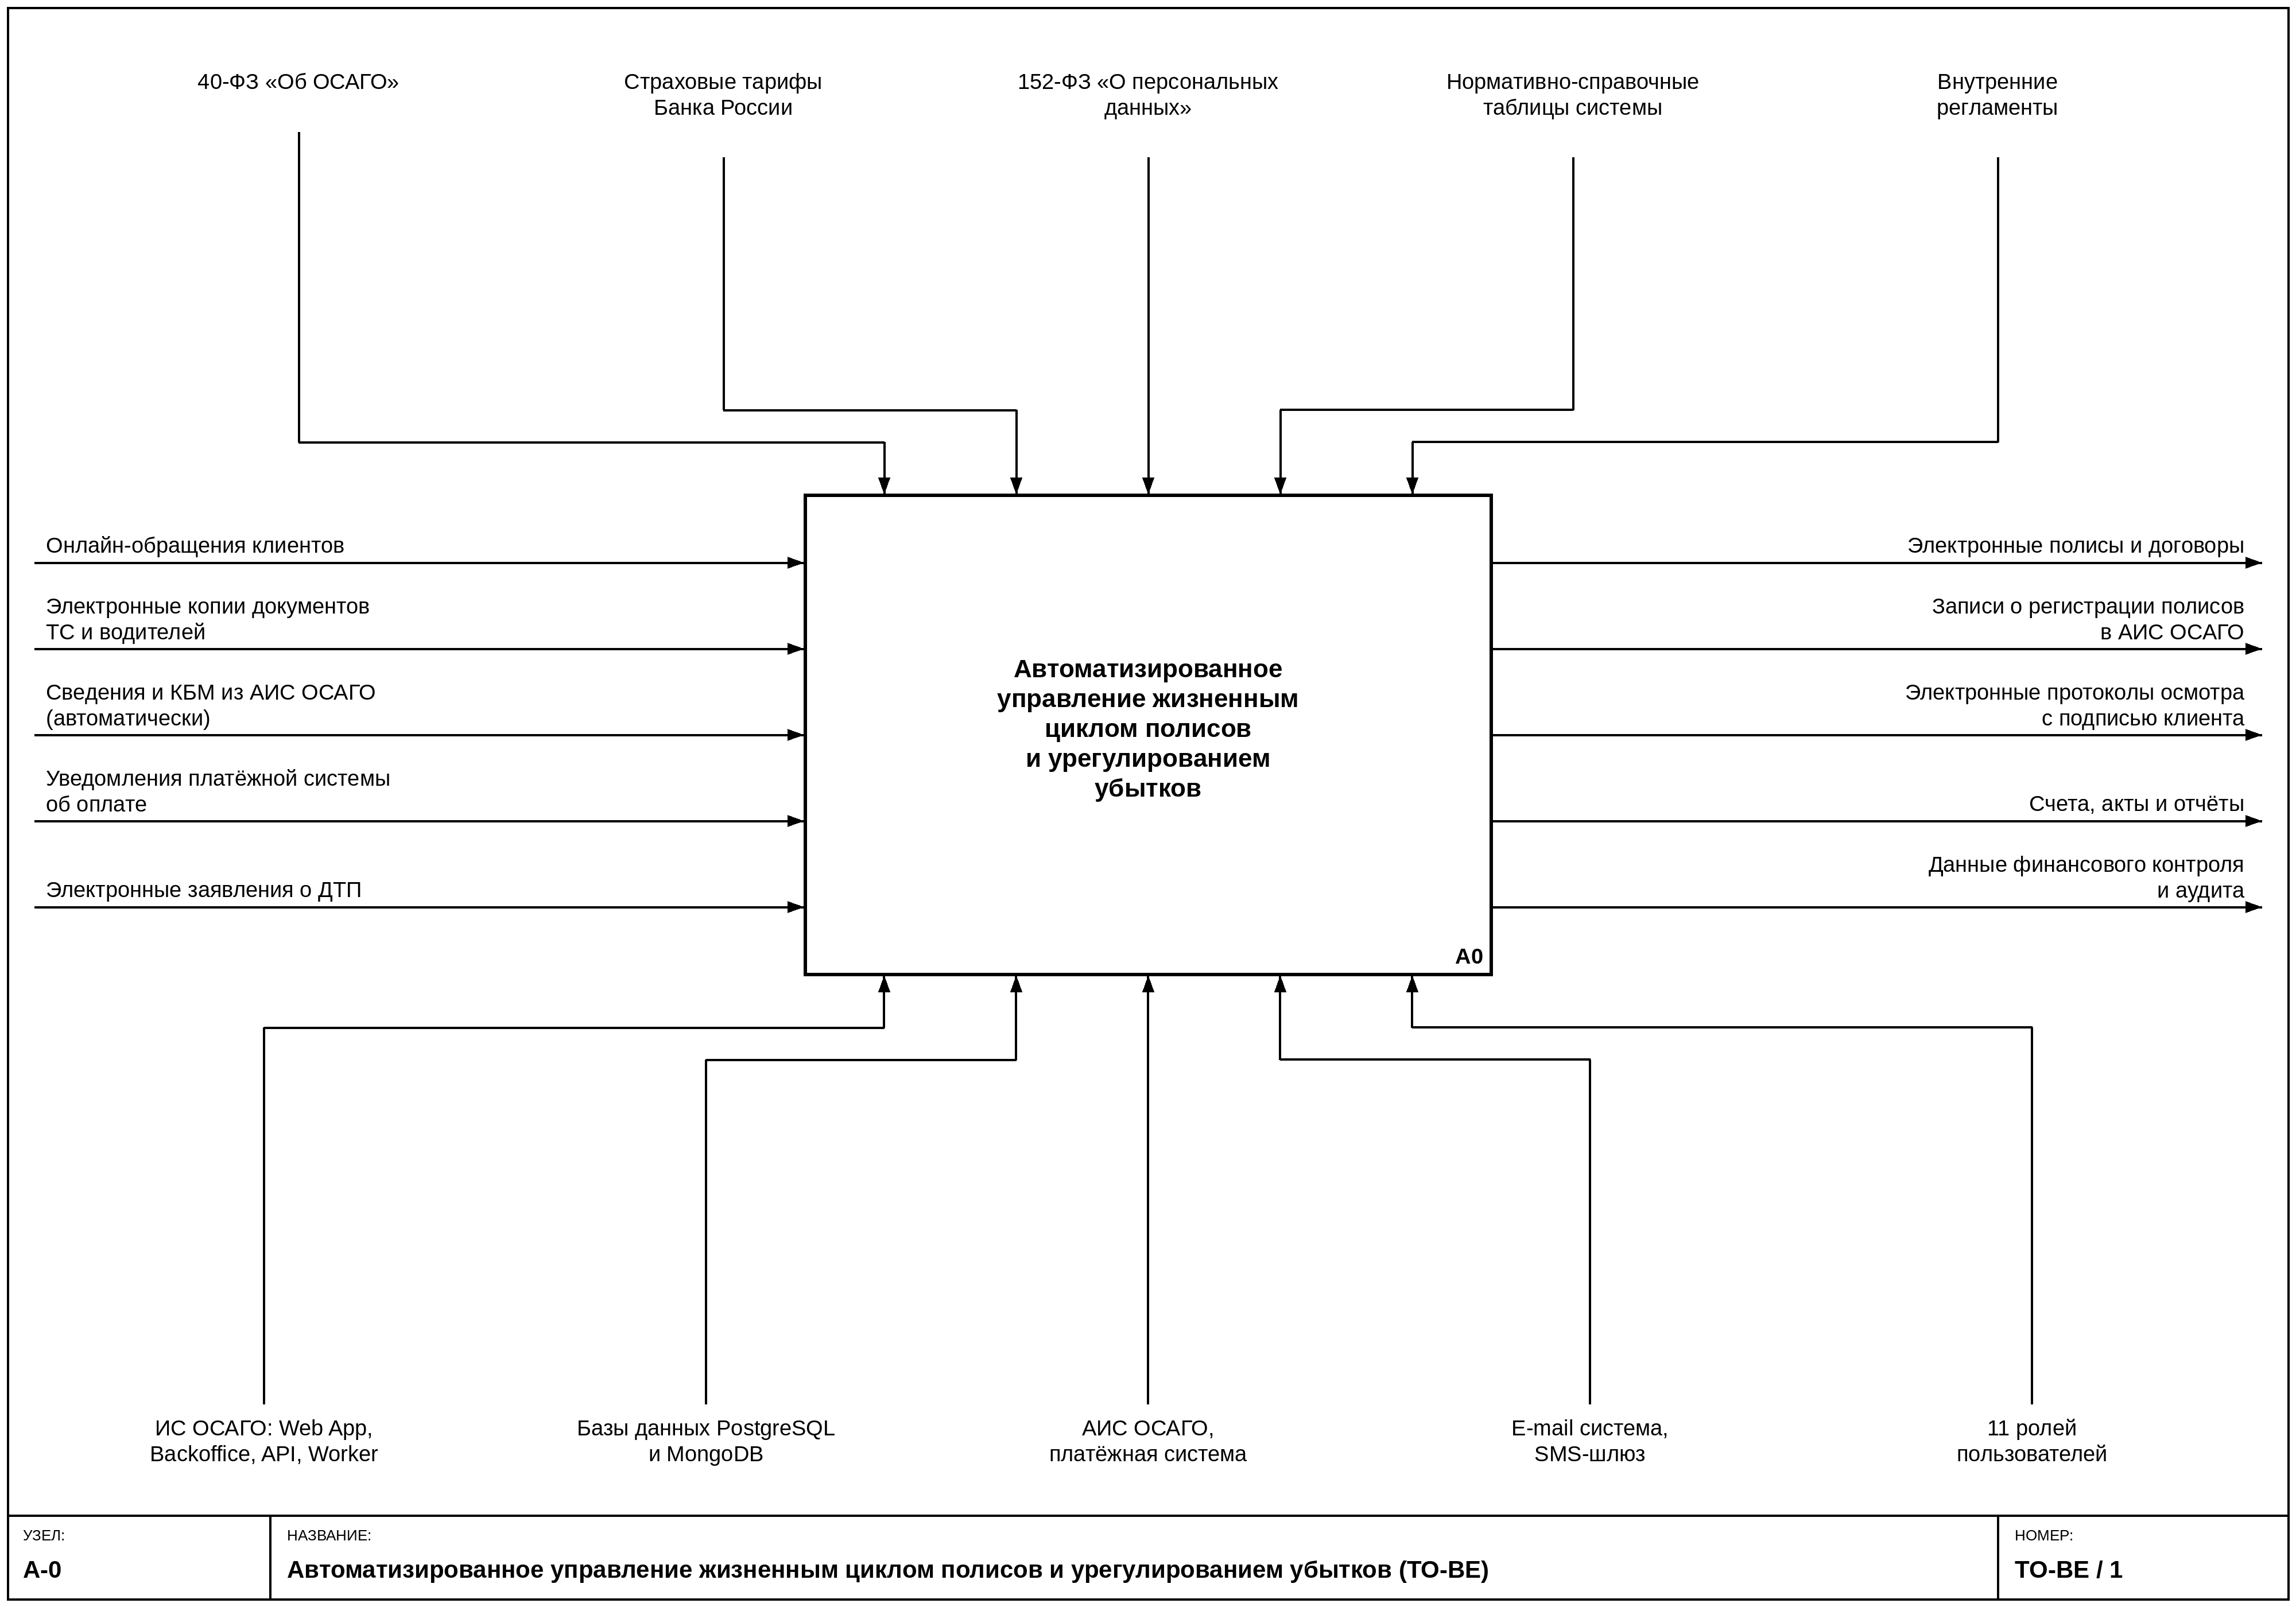 40-ФЗ «Об ОСАГО»
Страховые тарифы
Банка России
152-ФЗ «О персональных
данных»
Нормативно-справочные
таблицы системы
Внутренние
регламенты
Онлайн-обращения клиентов
Электронные копии документов
ТС и водителей
Сведения и КБМ из АИС ОСАГО
(автоматически)
Уведомления платёжной системы
об оплате
Электронные заявления о ДТП
Автоматизированное
управление жизненным
циклом полисов
и урегулированием
убытков
A0
Электронные полисы и договоры
Записи о регистрации полисов
в АИС ОСАГО
Электронные протоколы осмотра
с подписью клиента
Счета, акты и отчёты
Данные финансового контроля
и аудита
ИС ОСАГО: Web App,
Backoffice, API, Worker
Базы данных PostgreSQL
и MongoDB
АИС ОСАГО,
платёжная система
E-mail система,
SMS-шлюз
11 ролей
пользователей
УЗЕЛ:
A-0
НАЗВАНИЕ:
Автоматизированное управление жизненным циклом полисов и урегулированием убытков (TO-BE)
НОМЕР:
TO-BE / 1